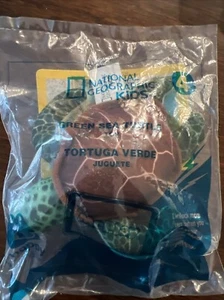 NATIONAL
GEOGRAPHIC
KIDS
GREEN SEA TURTLE
TORTUGA VERDE
JUGUETE